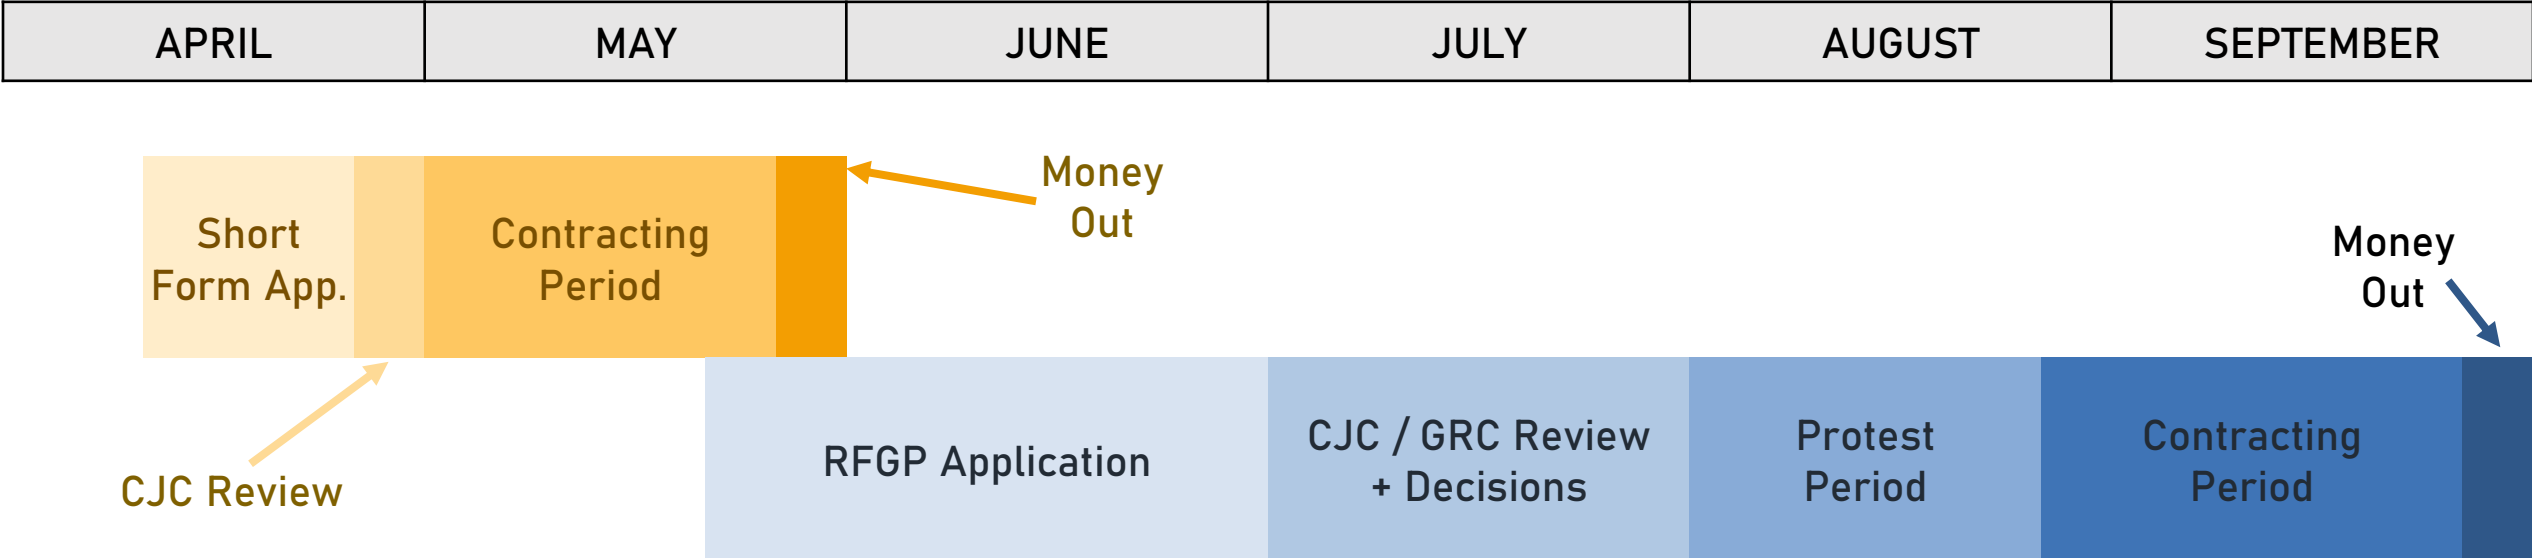 APRIL
MAY
JUNE
JULY
AUGUST
SEPTEMBER
Short
Form App.
Contracting
Period
Money
Out
CJC Review
Money
Out
RFGP Application
CJC / GRC Review
+ Decisions
Protest
Period
Contracting
Period